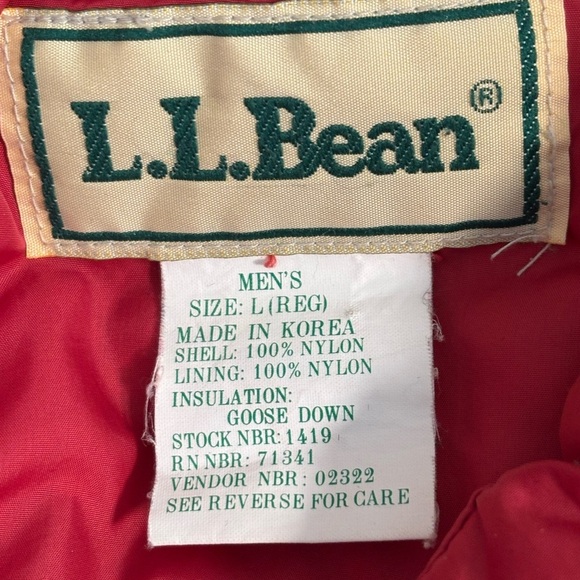 L.L.Bean®
MEN'S
SIZE: L (REG)
MADE IN KOREA
SHELL: 100% NYLON
LINING: 100% NYLON
INSULATION:
GOOSE DOWN
STOCK NBR: 1419
RN NBR: 71341
VENDOR NBR: 02322
SEE REVERSE FOR CARE